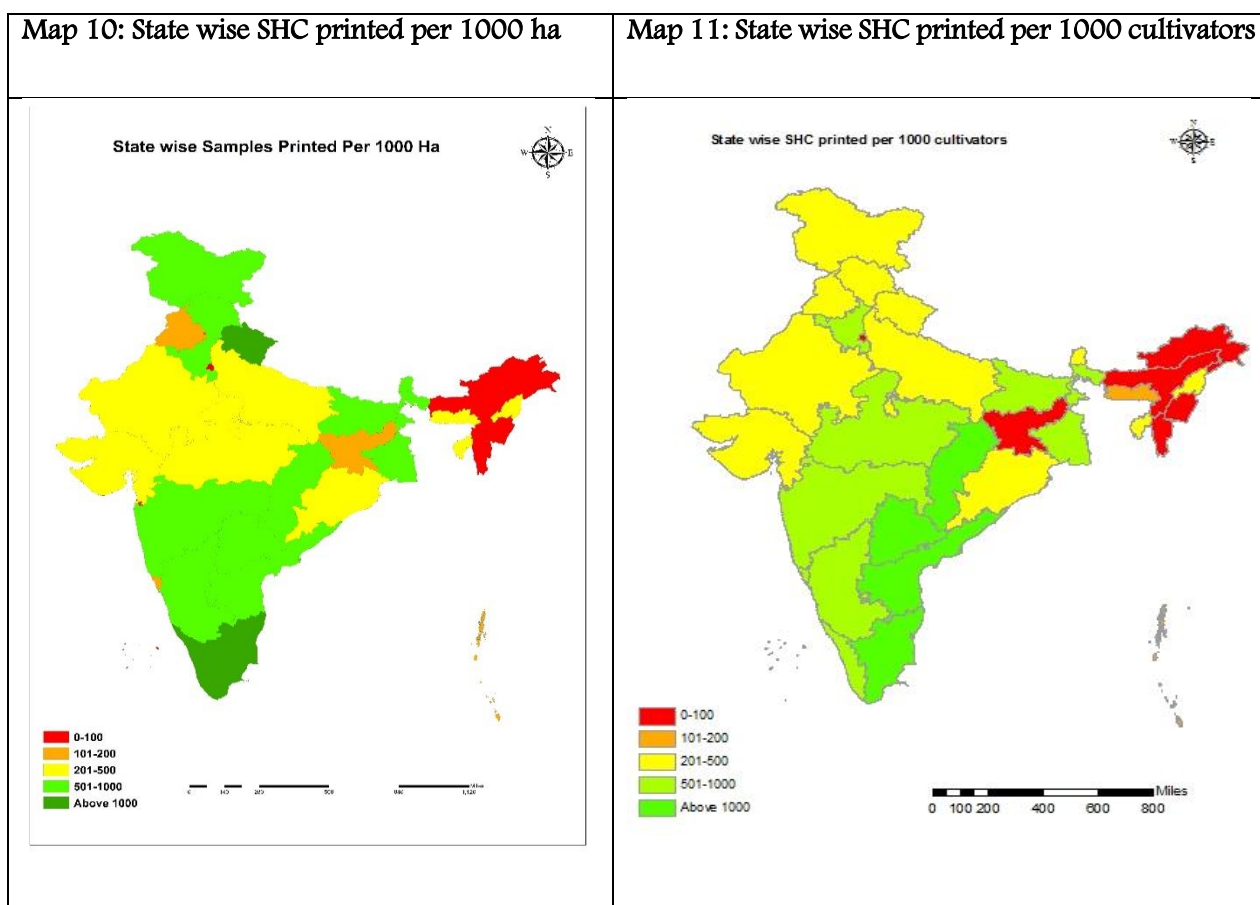 Map 10: State wise SHC printed per 1000 ha
Map 11: State wise SHC printed per 1000 cultivators
State wise Samples Printed Per 1000 Ha
N
W E
S
0-100
101-200
201-500
501-1000
Above 1000
0
560
Miles
State wise SHC printed per 1000 cultivators
N
W E
S
0-100
101-200
201-500
501-1000
Above 1000
Miles
0 100 200 400 600 800